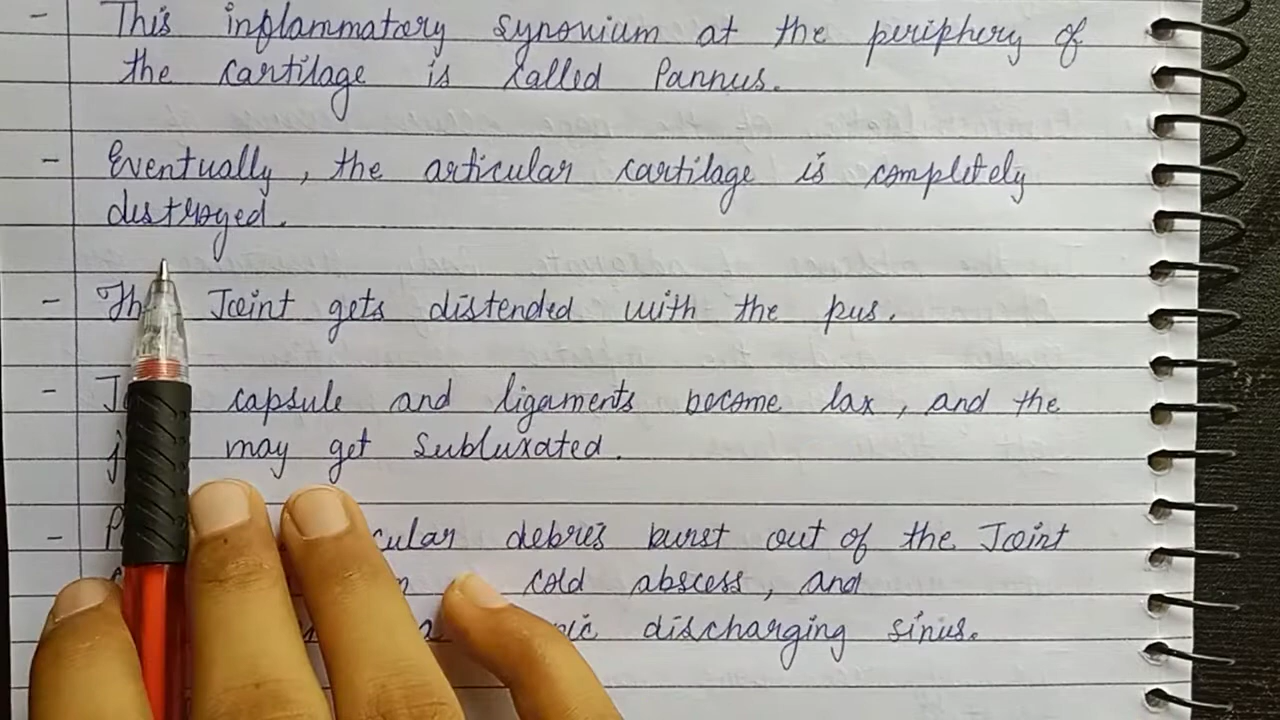 - This inflammatory synovium at the periphery of
the cartilage is called Pannus.
- Eventually, the articular cartilage is completely
destroyed.
- The Joint gets distended with the pus.
- capsule and ligaments become lax, and the
may get Subluxated.
- debris burst out of the Joint
cold abscess, and
discharging sinus.